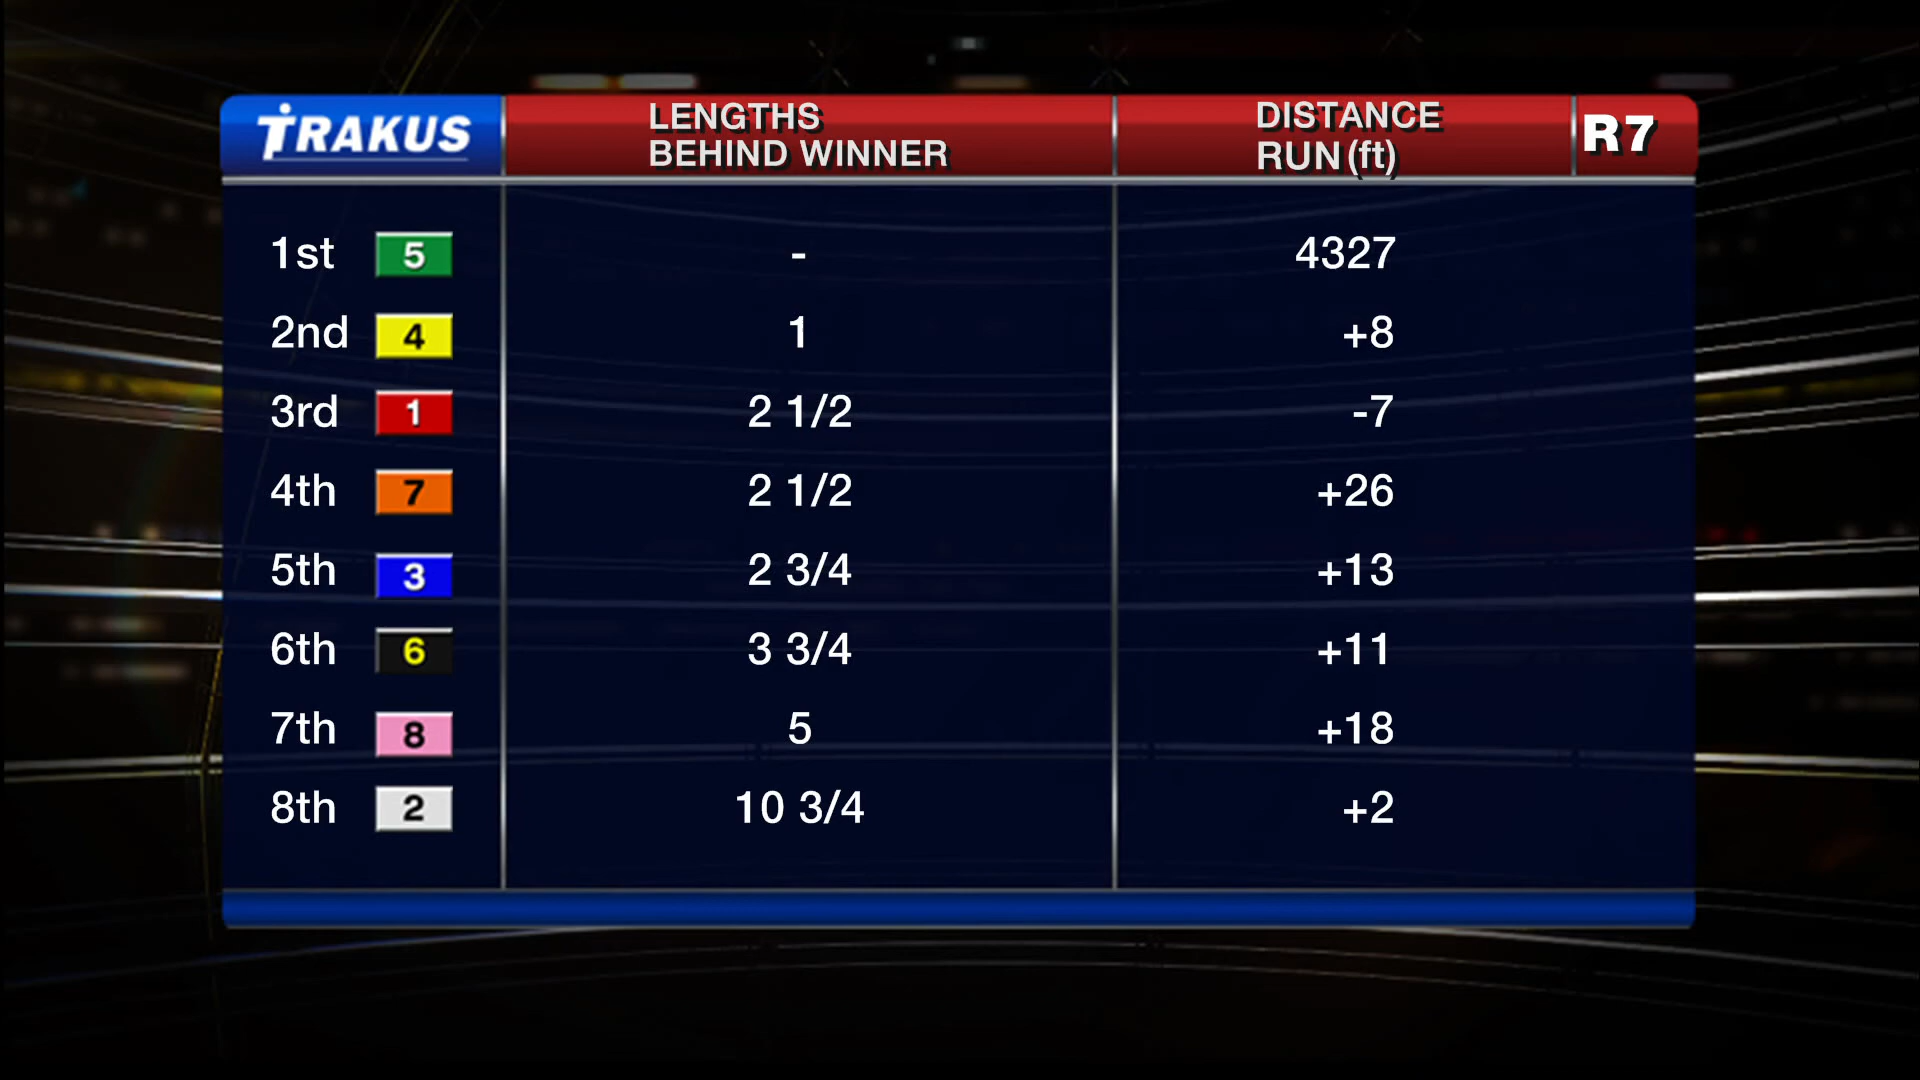 TRAKUS
LENGTHS
BEHIND WINNER
DISTANCE
RUN (ft)
R7
1st 5 - 4327
2nd 4 1 +8
3rd 1 2 1/2 -7
4th 7 2 1/2 +26
5th 3 2 3/4 +13
6th 6 3 3/4 +11
7th 8 5 +18
8th 2 10 3/4 +2